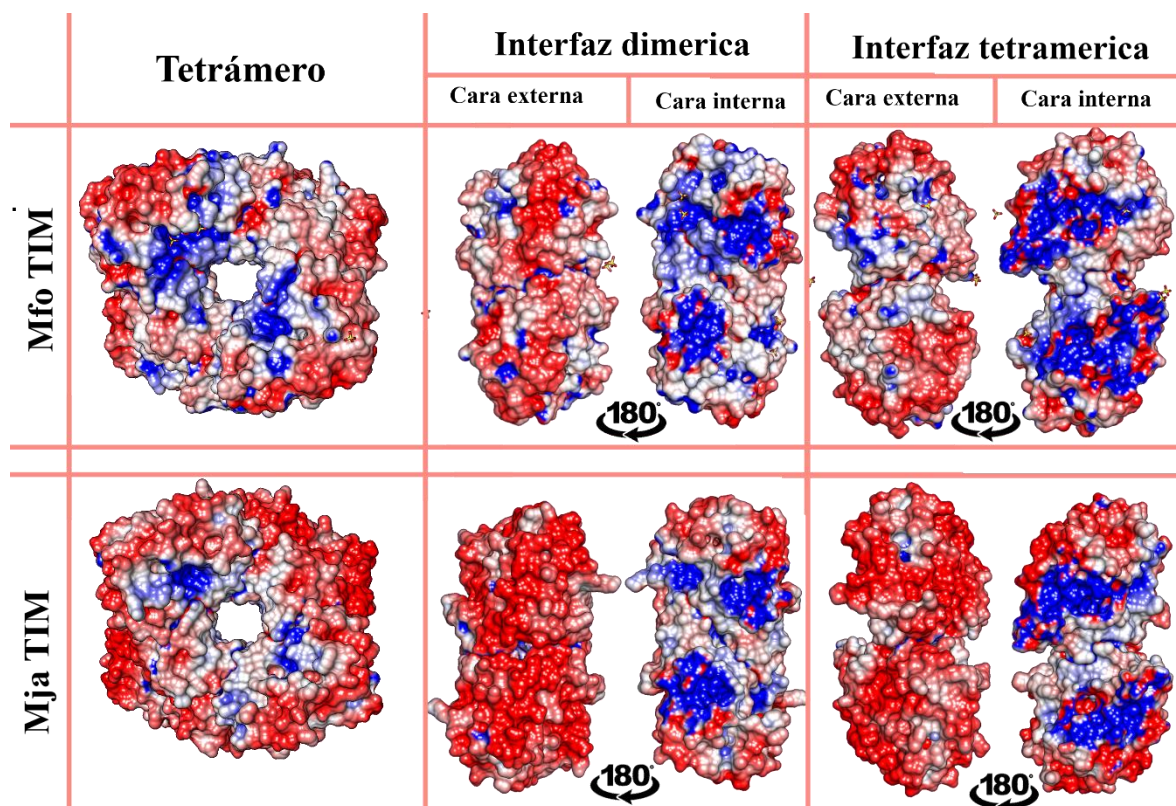 Tetrámero
Interfaz dimerica
Interfaz tetramerica
Cara externa
Cara interna
Cara externa
Cara interna
Mfo TIM
180°
180°
Mja TIM
180°
180°